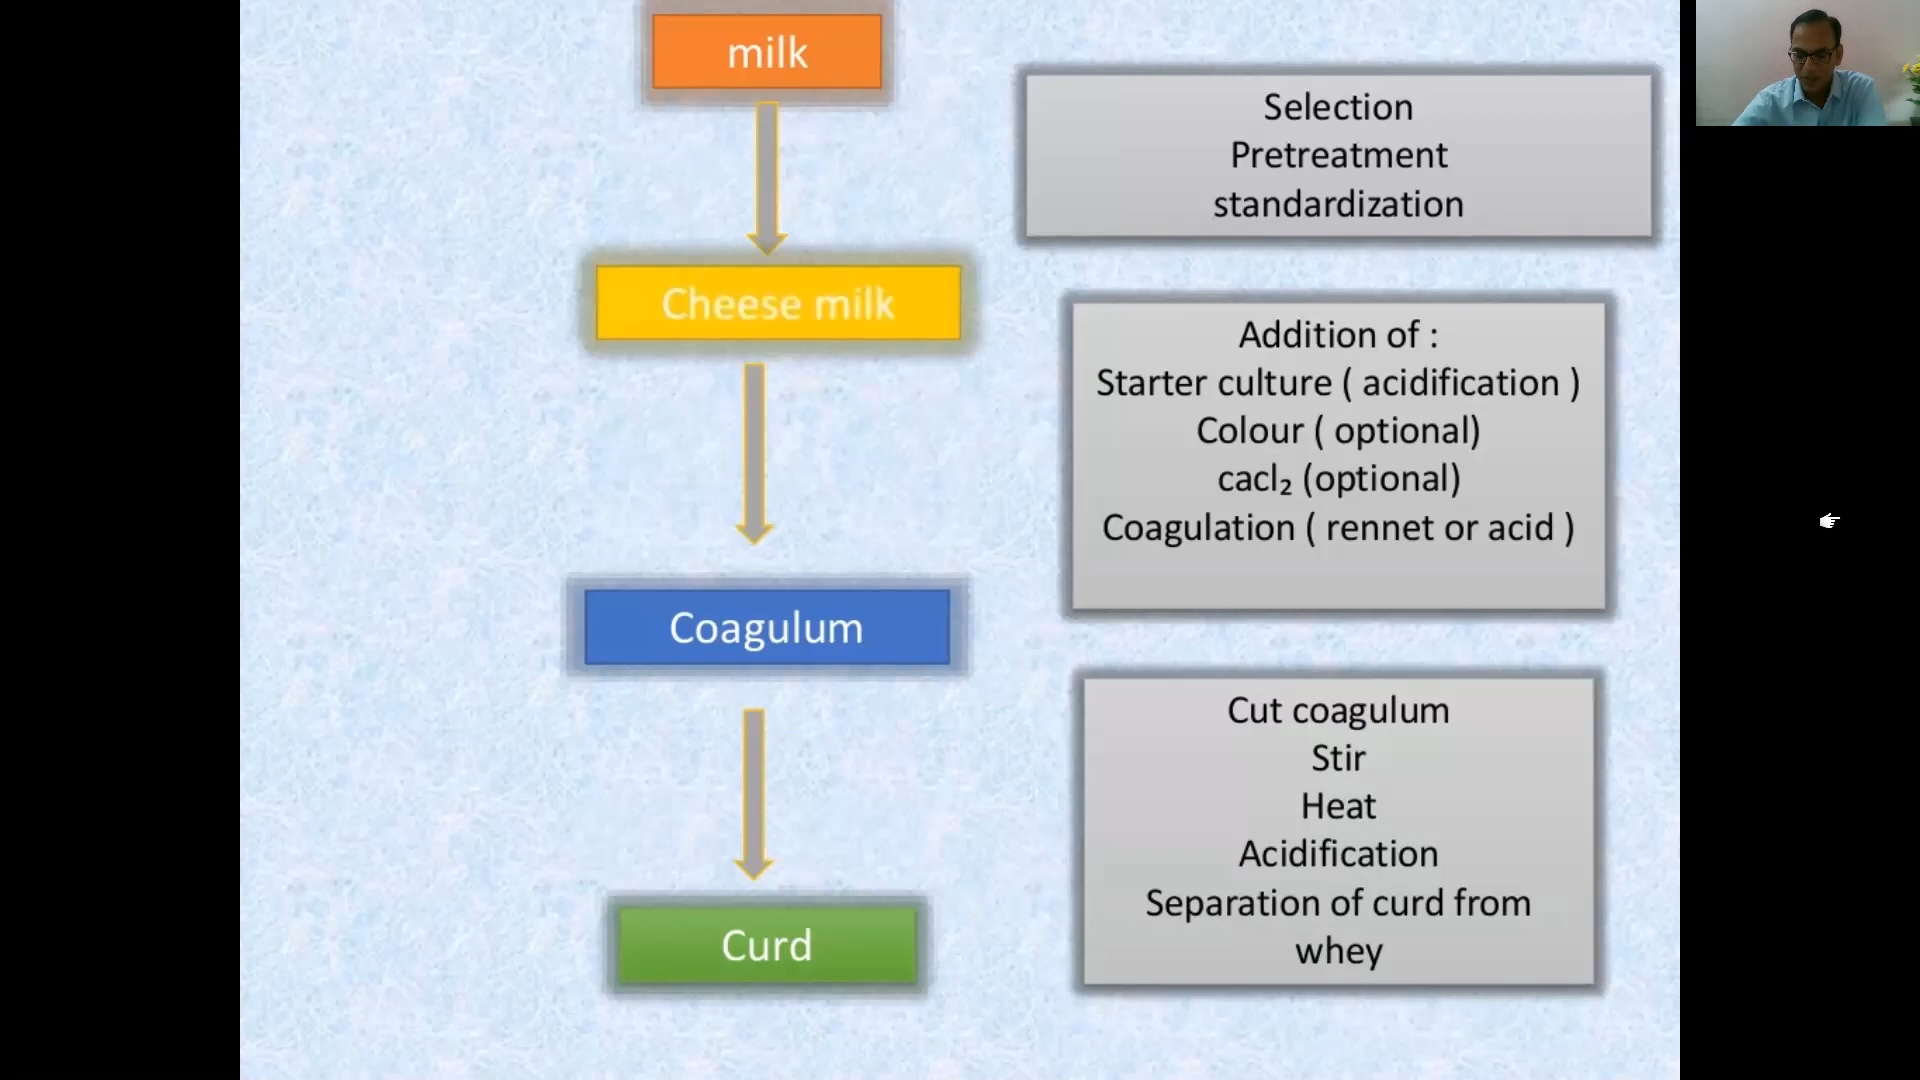 milk
Selection
Pretreatment
standardization
Cheese milk
Addition of :
Starter culture ( acidification )
Colour ( optional)
cacl₂ (optional)
Coagulation ( rennet or acid )
Coagulum
Cut coagulum
Stir
Heat
Acidification
Separation of curd from
whey
Curd